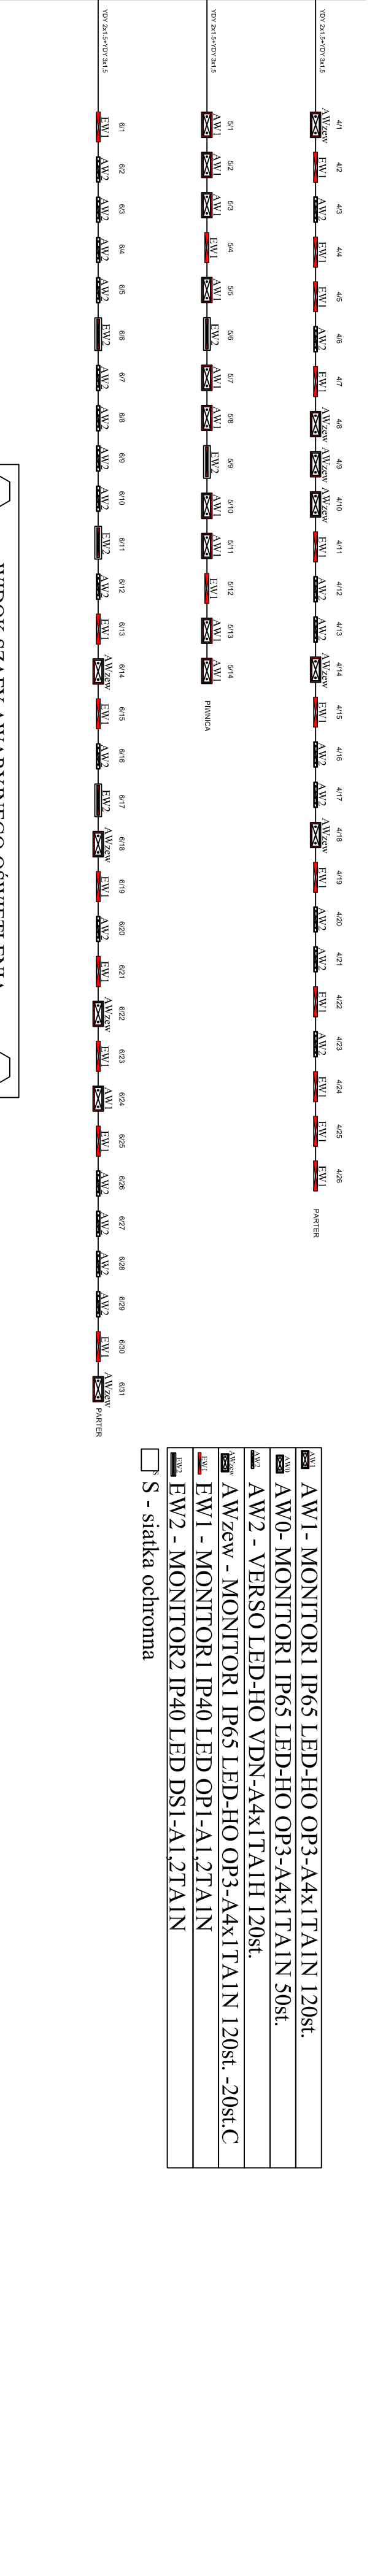 YDY 2x1.5+YDY 3x1,5
4/1 4/2 4/3 4/4 4/5 4/6 4/7 4/8 4/9 4/10 4/11 4/12 4/13 4/14 4/15 4/16 4/17 4/18 4/19 4/20 4/21 4/22 4/23 4/24 4/25 4/26
AWzew EW1 AW2 EW1 EW1 AW2 EW1 AWzew AWzew AWzew EW1 AW2 AW2 AWzew EW1 AW2 AW2 AWzew EW1 AW2 AW2 EW1 AW2 EW1 EW1 EW1
PARTER
YDY 2x1.5+YDY 3x1,5
5/1 5/2 5/3 5/4 5/5 5/6 5/7 5/8 5/9 5/10 5/11 5/12 5/13 5/14
AW1 AW1 AW1 EW1 AW1 EW2 AW1 AW1 EW2 AW1 AW1 EW1 AW1 AW1
PIWNICA
YDY 2x1.5+YDY 3x1,5
6/1 6/2 6/3 6/4 6/5 6/6 6/7 6/8 6/9 6/10 6/11 6/12 6/13 6/14 6/15 6/16 6/17 6/18 6/19 6/20 6/21 6/22 6/23 6/24 6/25 6/26 6/27 6/28 6/29 6/30 6/31
EW1 AW2 AW2 AW2 AW2 EW2 AW2 AW2 AW2 AW2 EW2 AW2 EW1 AWzew EW1 AW2 EW2 AWzew EW1 AW2 EW1 AWzew EW1 AW1 EW1 AW2 AW2 AW2 AW2 EW1 AWzew
PARTER
AW1 AW1- MONITOR1 IP65 LED-HO OP3-A4x1TA1N 120st.
AW0 AW0- MONITOR1 IP65 LED-HO OP3-A4x1TA1N 50st.
AW2 AW2 - VERSO LED-HO VDN-A4x1TA1H 120st.
AWzew AWzew - MONITOR1 IP65 LED-HO OP3-A4x1TA1N 120st. -20st.C
EW1 EW1 - MONITOR1 IP40 LED OP1-A1,2TA1N
EW2 EW2 - MONITOR2 IP40 LED DS1-A1,2TA1N
S S - siatka ochronna
WIDOK SZAFY AWARYJNEGO OŚWIETLENIA